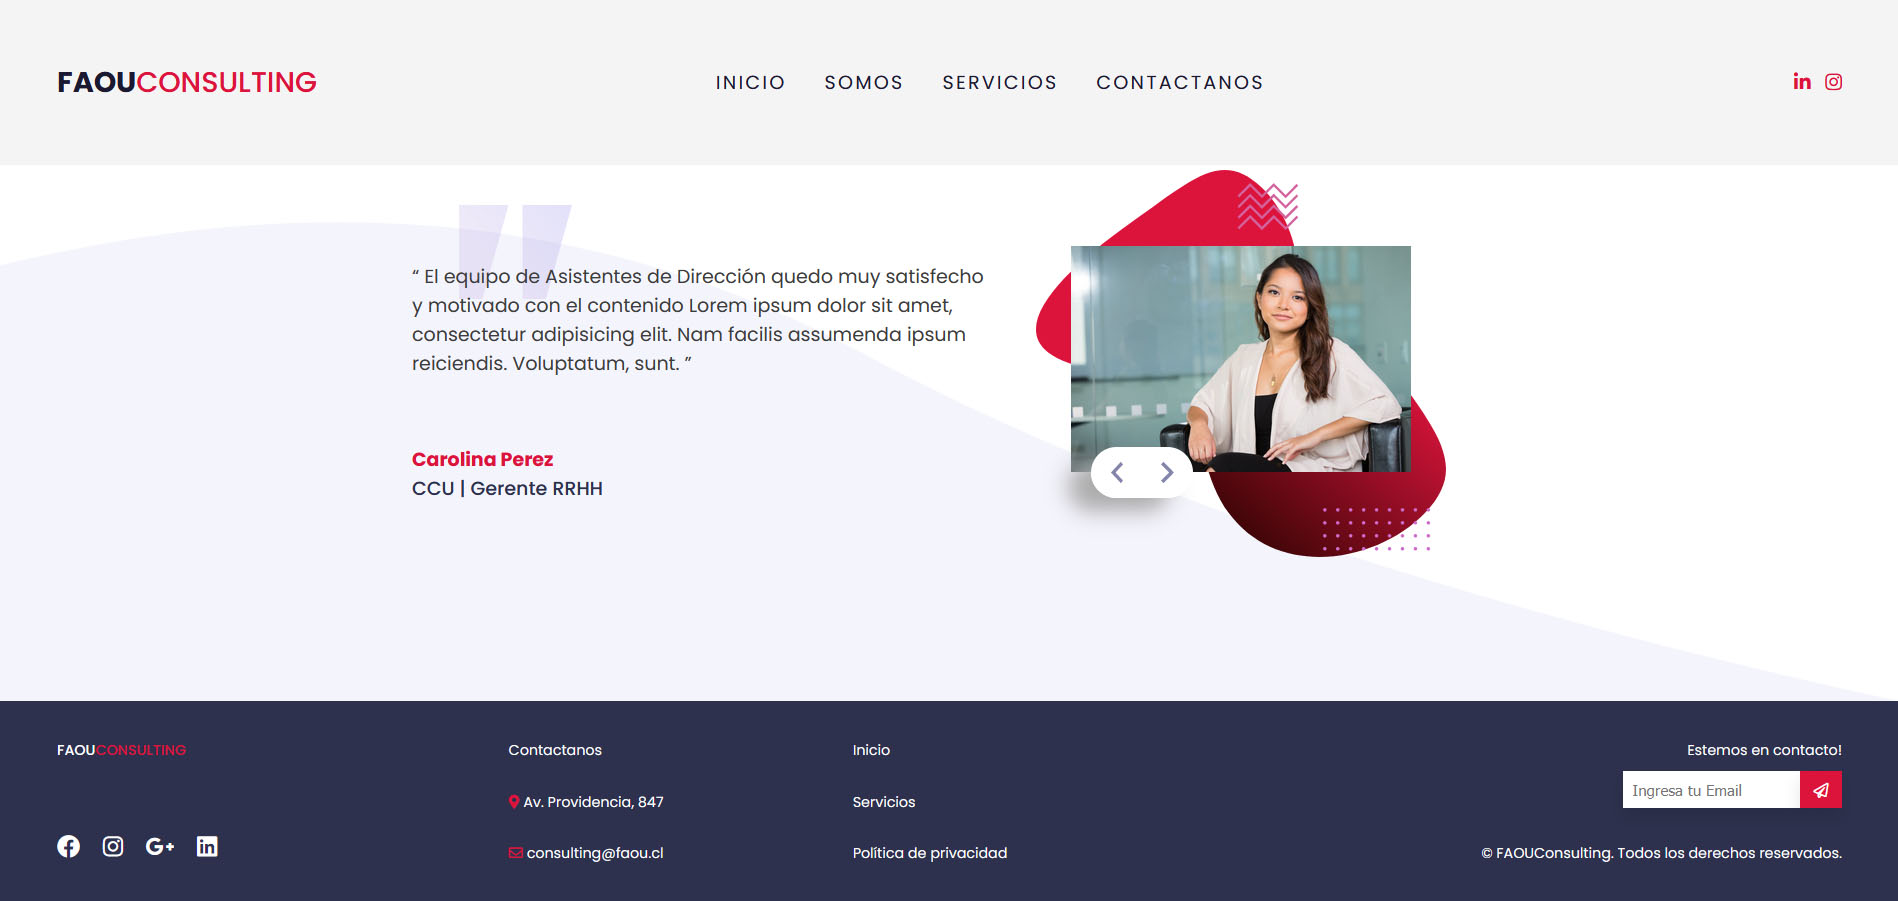 FAOUCONSULTING
INICIO SOMOS SERVICIOS CONTACTANOS
“ El equipo de Asistentes de Dirección quedo muy satisfecho
y motivado con el contenido Lorem ipsum dolor sit amet,
consectetur adipisicing elit. Nam facilis assumenda ipsum
reiciendis. Voluptatum, sunt. ”
Carolina Perez
CCU | Gerente RRHH
FAOUCONSULTING
Contactanos
Av. Providencia, 847
consulting@faou.cl
Inicio
Servicios
Política de privacidad
Estemos en contacto!
Ingresa tu Email
© FAOUConsulting. Todos los derechos reservados.